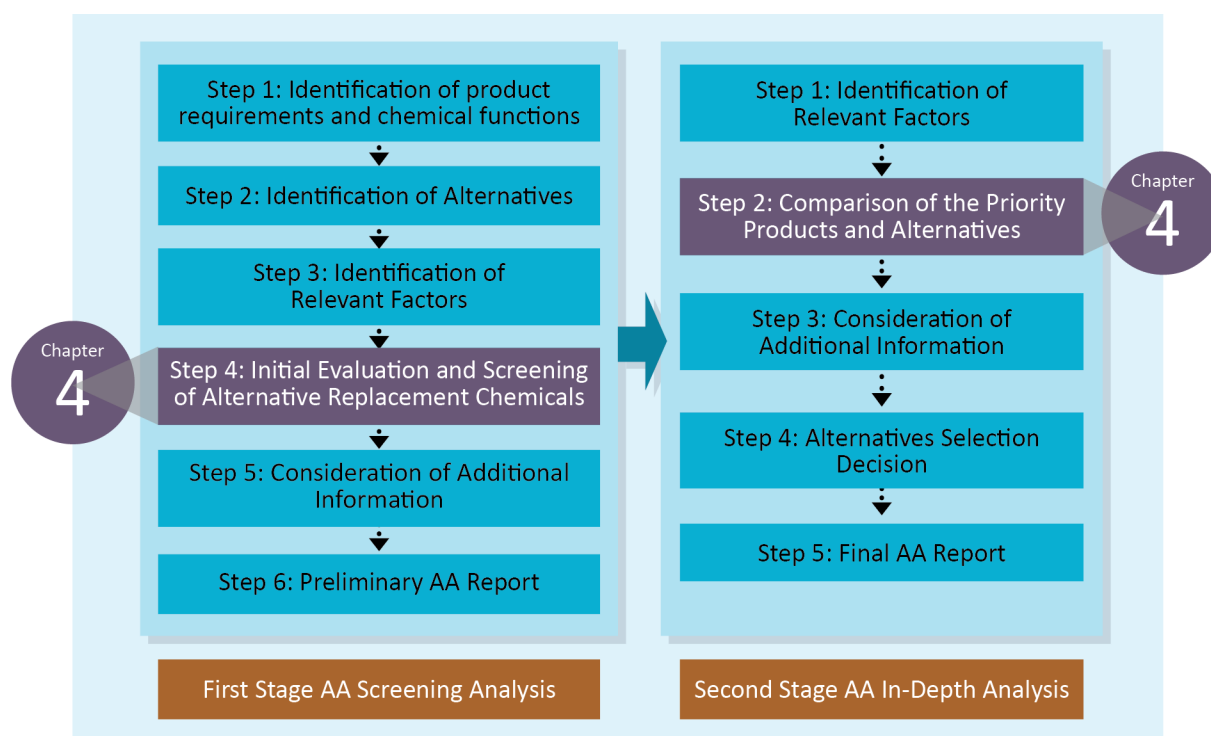 Step 1: Identification of product
requirements and chemical functions
Step 2: Identification of Alternatives
Step 3: Identification of
Relevant Factors
Chapter
4
Step 4: Initial Evaluation and Screening
of Alternative Replacement Chemicals
Step 5: Consideration of Additional
Information
Step 6: Preliminary AA Report
First Stage AA Screening Analysis
Step 1: Identification of
Relevant Factors
Step 2: Comparison of the Priority
Products and Alternatives
Chapter
4
Step 3: Consideration of
Additional Information
Step 4: Alternatives Selection
Decision
Step 5: Final AA Report
Second Stage AA In-Depth Analysis